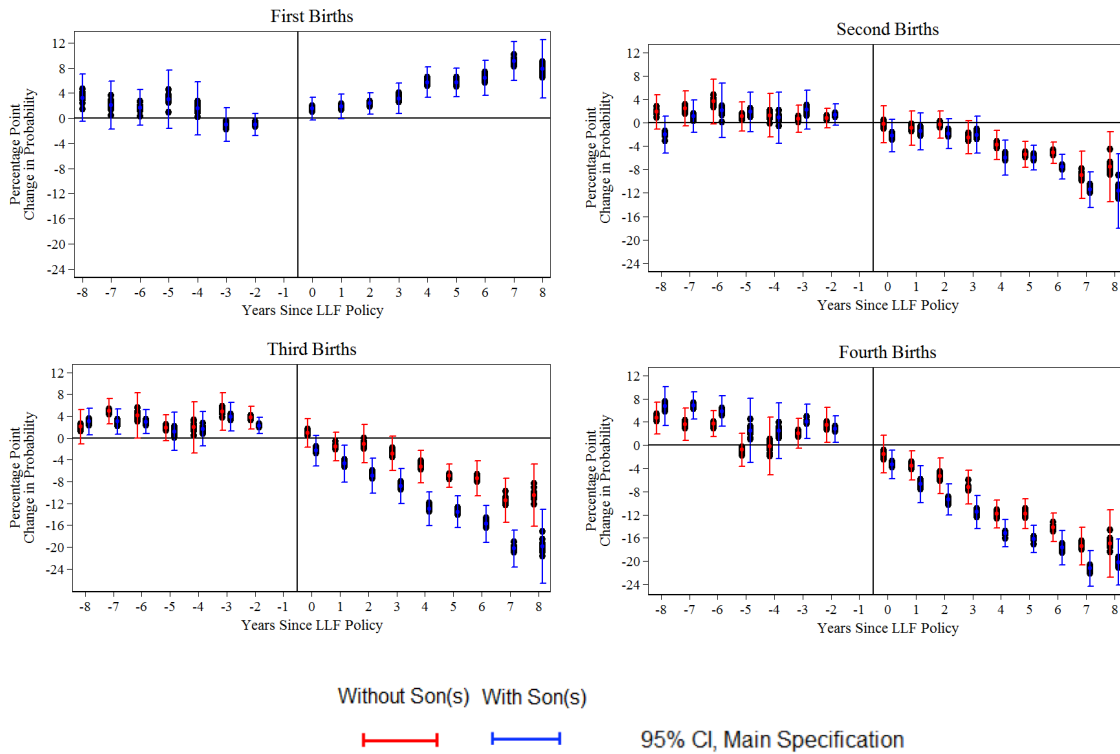 First Births
Percentage Point
Change in Probability
12
8
4
0
-4
-8
-12
-16
-20
-24
-8 -7 -6 -5 -4 -3 -2 -1 0 1 2 3 4 5 6 7 8
Years Since LLF Policy
Second Births
Percentage Point
Change in Probability
12
8
4
0
-4
-8
-12
-16
-20
-24
-8 -7 -6 -5 -4 -3 -2 -1 0 1 2 3 4 5 6 7 8
Years Since LLF Policy
Third Births
Percentage Point
Change in Probability
12
8
4
0
-4
-8
-12
-16
-20
-24
-8 -7 -6 -5 -4 -3 -2 -1 0 1 2 3 4 5 6 7 8
Years Since LLF Policy
Fourth Births
Percentage Point
Change in Probability
12
8
4
0
-4
-8
-12
-16
-20
-24
-8 -7 -6 -5 -4 -3 -2 -1 0 1 2 3 4 5 6 7 8
Years Since LLF Policy
Without Son(s) With Son(s)
95% CI, Main Specification